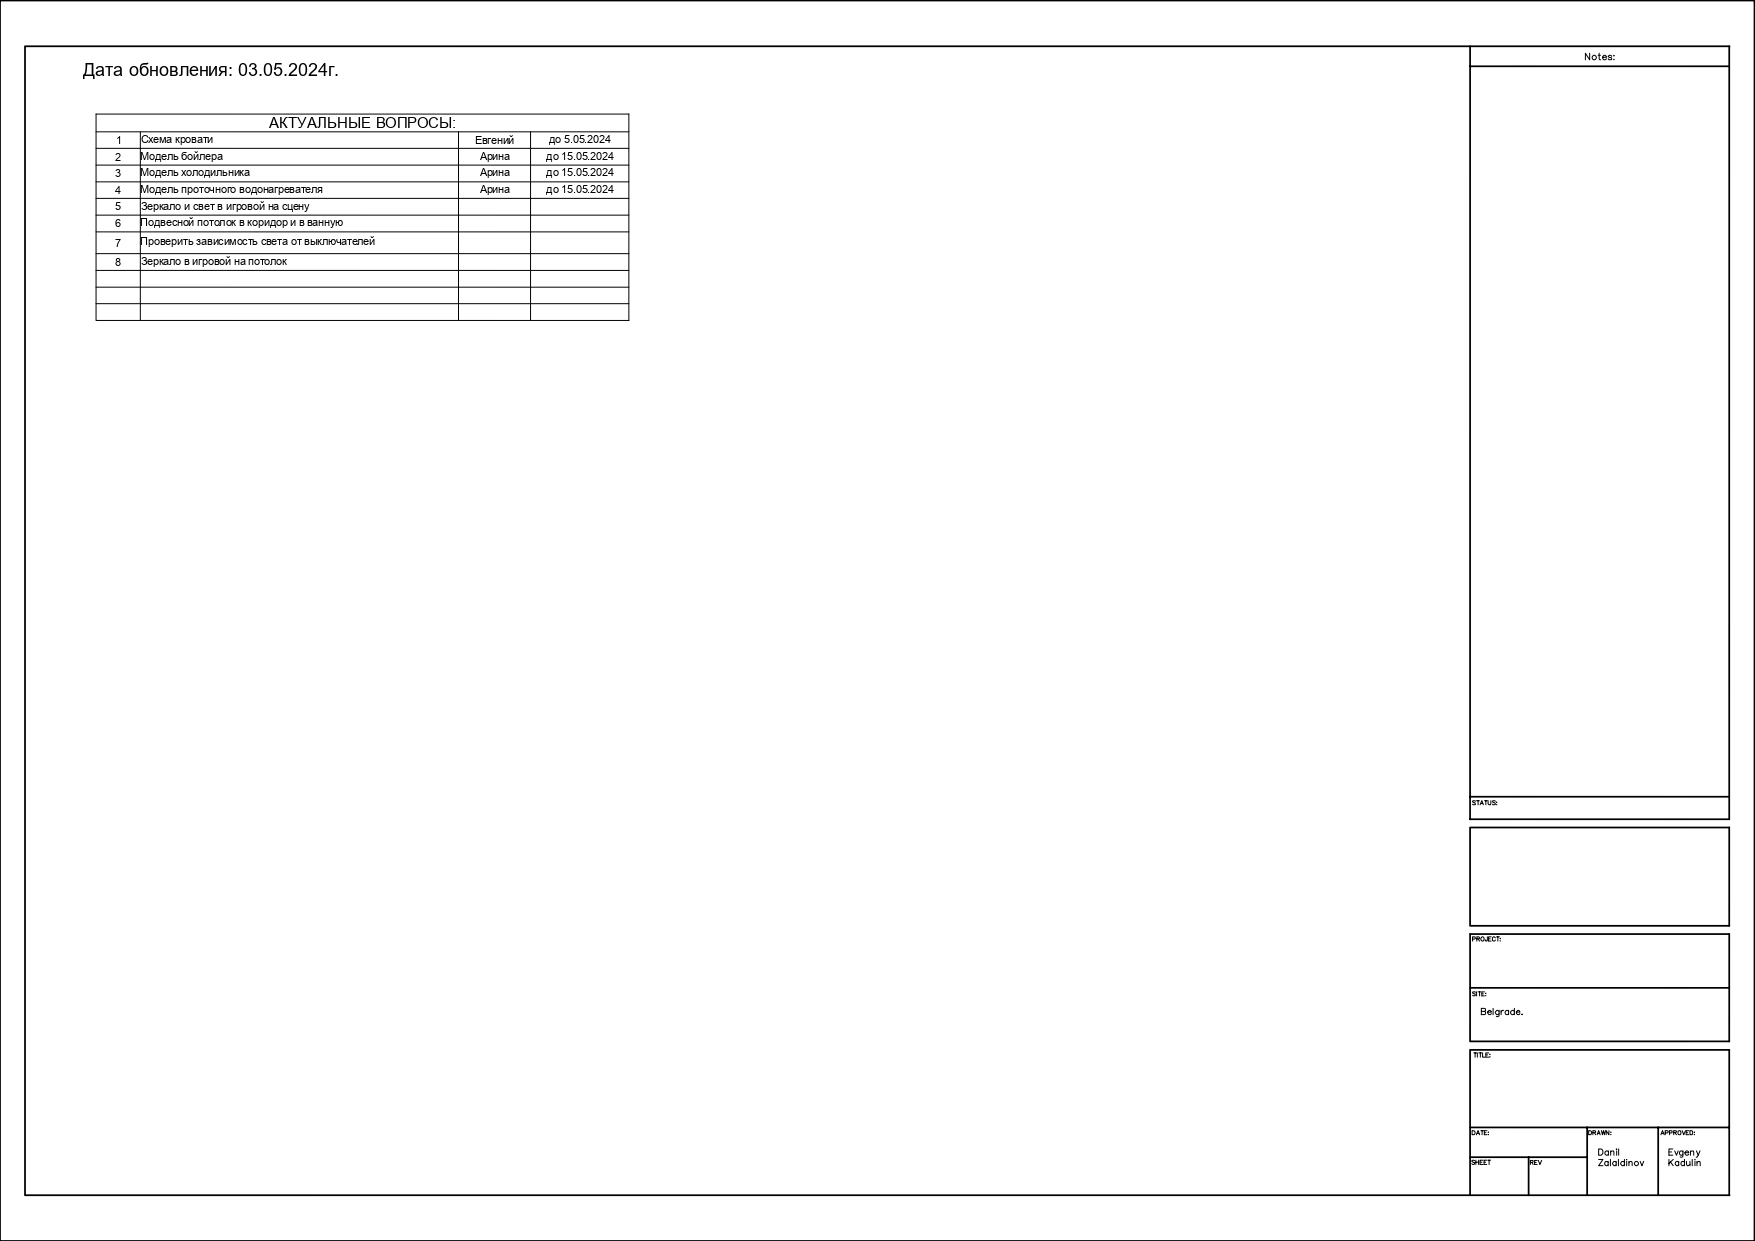 Дата обновления: 03.05.2024г.
АКТУАЛЬНЫЕ ВОПРОСЫ:
1 Схема кровати Евгений до 5.05.2024
2 Модель бойлера Арина до 15.05.2024
3 Модель холодильника Арина до 15.05.2024
4 Модель проточного водонагревателя Арина до 15.05.2024
5 Зеркало и свет в игровой на сцену
6 Подвесной потолок в коридор и в ванную
7 Проверить зависимость света от выключателей
8 Зеркало в игровой на потолок
Notes:
STATUS:
PROJECT:
SITE:
Belgrade.
TITLE:
DATE:
SHEET
REV
DRAWN:
Danil
Zalaldinov
APPROVED:
Evgeny
Kadulin